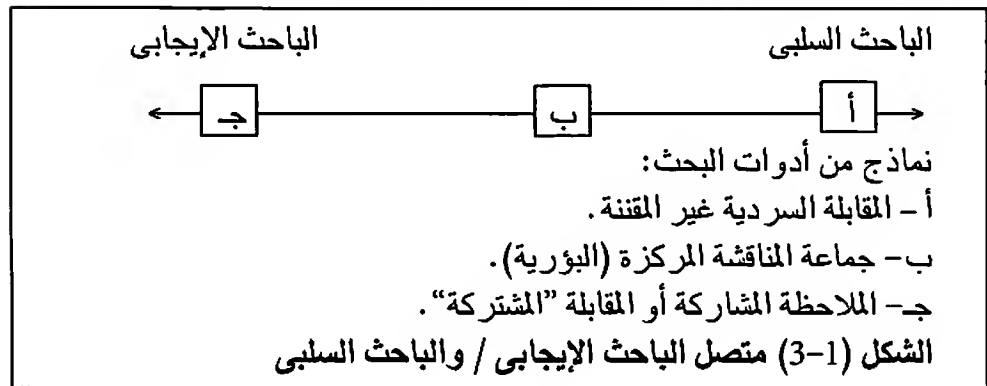 الباحث السلبى الباحث الإيجابى
أ ب جـ
نماذج من أدوات البحث:
أ – المقابلة السردية غير المقننة.
ب– جماعة المناقشة المركزة (البؤرية).
جـ– الملاحظة المشاركة أو المقابلة ”المشتركة“.
الشكل (1–3) متصل الباحث الإيجابى / والباحث السلبى